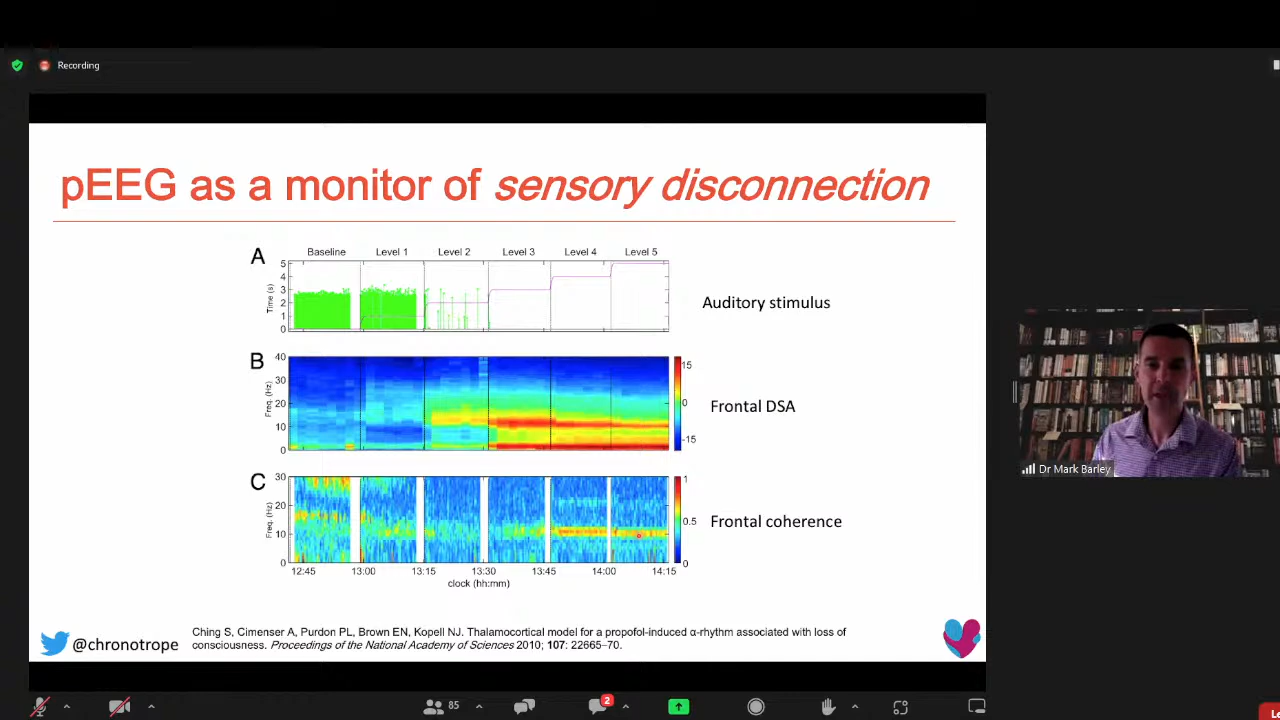 Recording
pEEG as a monitor of sensory disconnection
A
Baseline Level 1 Level 2 Level 3 Level 4 Level 5
5
4
3
2
1
0
Time (s)
Auditory stimulus
B
40
30
20
10
0
Freq. (Hz)
15
0
-15
Frontal DSA
C
30
20
10
0
Freq. (Hz)
1
0.5
0
Frontal coherence
12:45 13:00 13:15 13:30 13:45 14:00 14:15
clock (hh:mm)
Dr Mark Barley
@chronotrope
Ching S, Cimenser A, Purdon PL, Brown EN, Kopell NJ. Thalamocortical model for a propofol-induced α-rhythm associated with loss of
consciousness. Proceedings of the National Academy of Sciences 2010; 107: 22665–70.
85
2